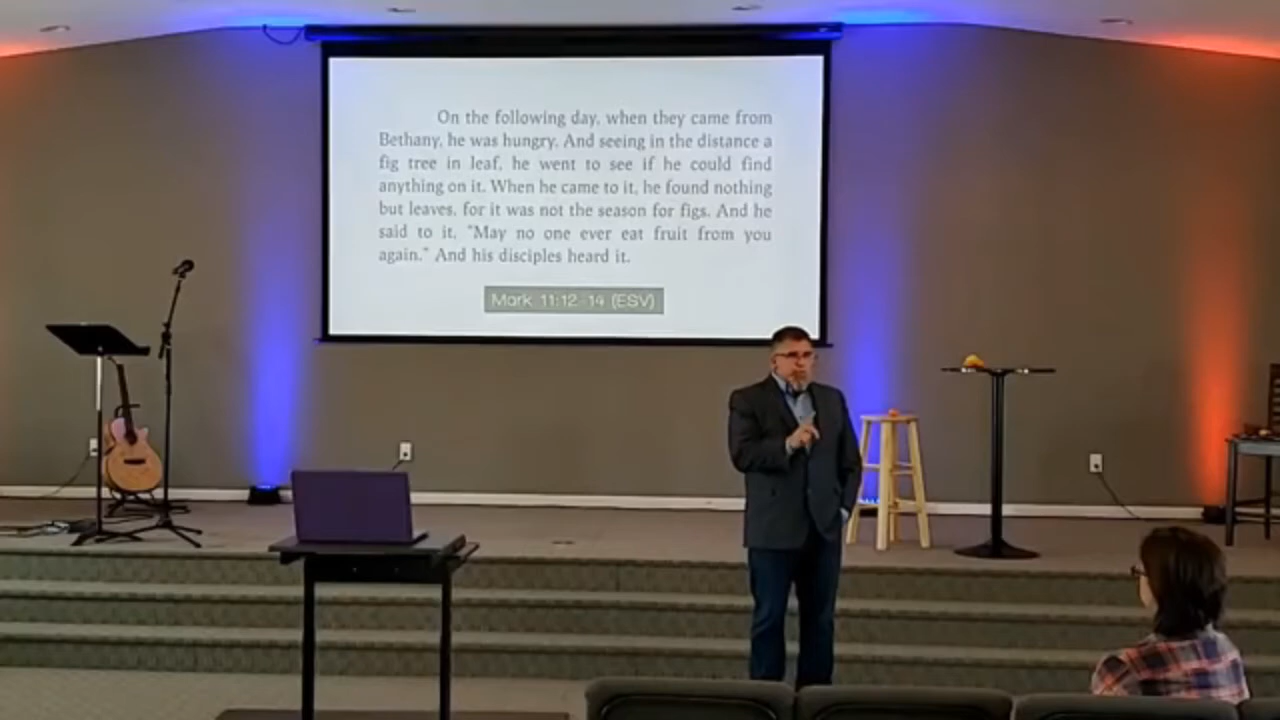 On the following day, when they came from
Bethany, he was hungry. And seeing in the distance a
fig tree in leaf, he went to see if he could find
anything on it. When he came to it, he found nothing
but leaves, for it was not the season for figs. And he
said to it, "May no one ever eat fruit from you
again." And his disciples heard it.
Mark 11:12-14 (ESV)